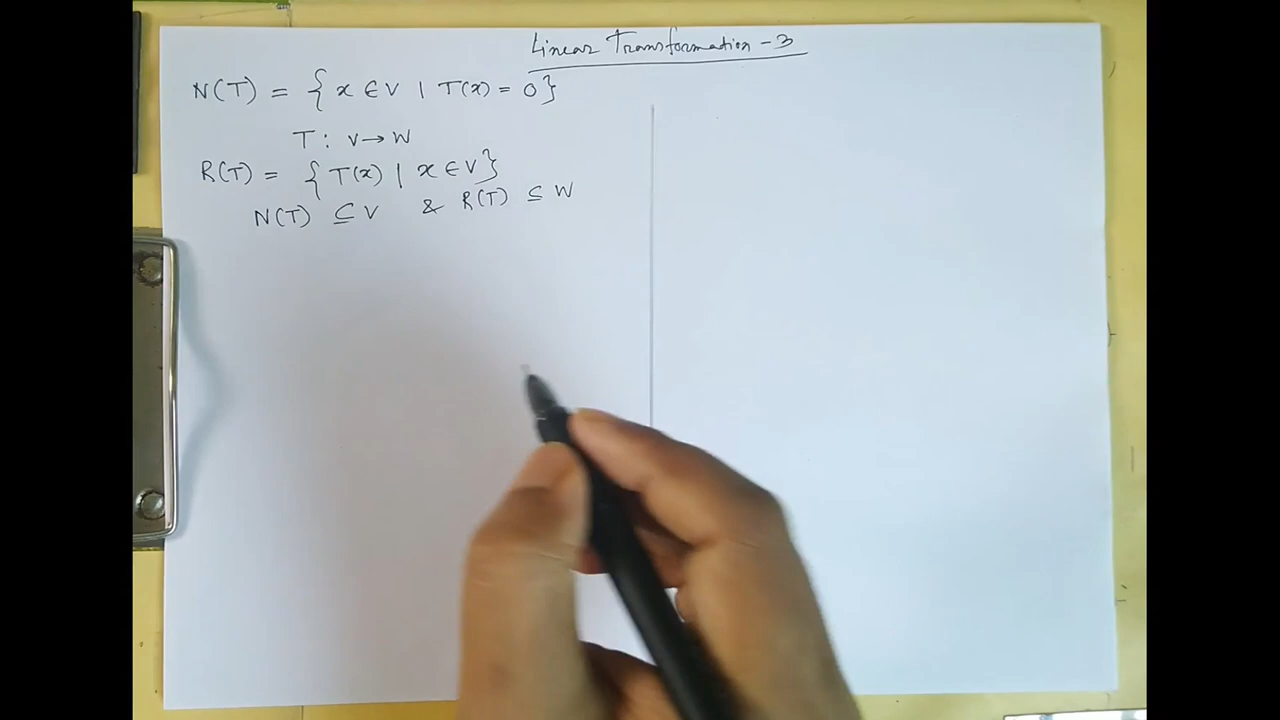 Linear Transformation - 3
N(T) = { x ∈ V | T(x) = 0 }
T : V → W
R(T) = { T(x) | x ∈ V }
N(T) ⊆ V & R(T) ⊆ W